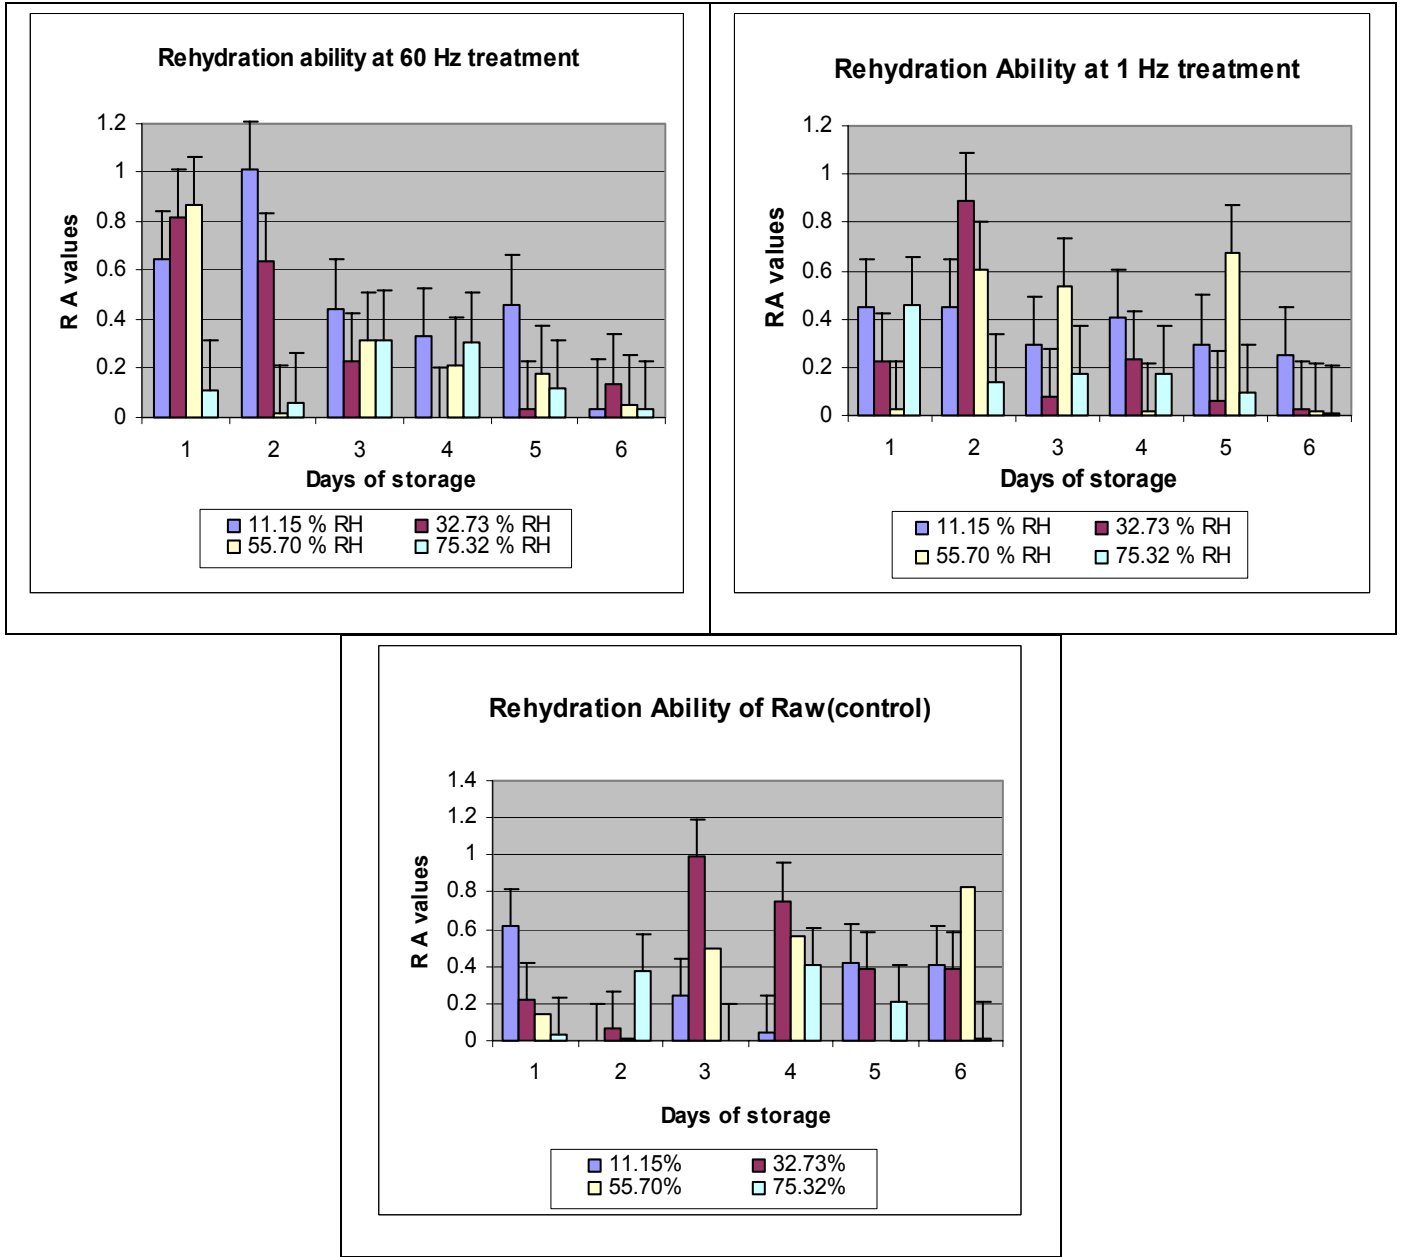 Rehydration ability at 60 Hz treatment
1.2
1
0.8
0.6
0.4
0.2
0
R A values
1 2 3 4 5 6
Days of storage
11.15 % RH 32.73 % RH
55.70 % RH 75.32 % RH
Rehydration Ability at 1 Hz treatment
1.2
1
0.8
0.6
0.4
0.2
0
RA values
1 2 3 4 5 6
Days of storage
11.15 % RH 32.73 % RH
55.70 % RH 75.32 % RH
Rehydration Ability of Raw(control)
1.4
1.2
1
0.8
0.6
0.4
0.2
0
R A values
1 2 3 4 5 6
Days of storage
11.15% 32.73%
55.70% 75.32%